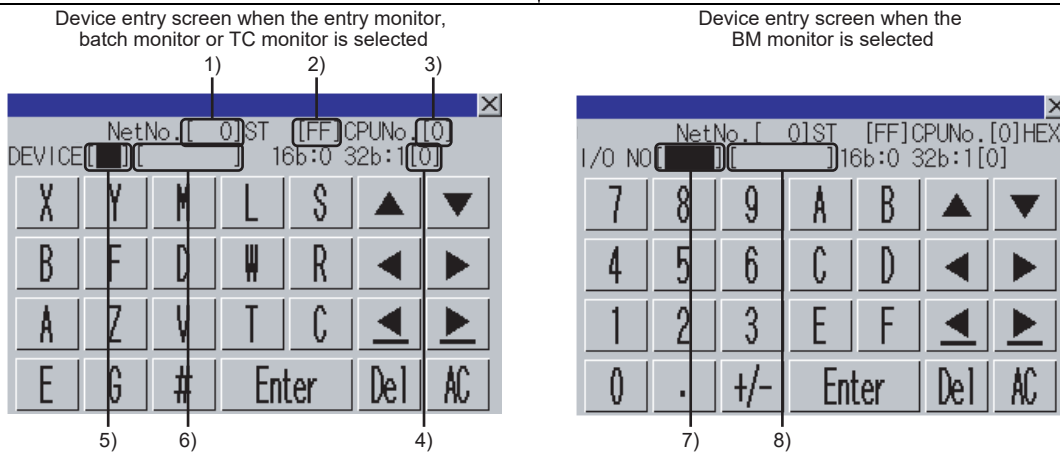 Device entry screen when the entry monitor,
batch monitor or TC monitor is selected
1) 2) 3)
NetNo.[ 0]ST [FF]CPUNo.[0]
DEVICE[ ][ ] 16b:0 32b:1[0]
X Y M L S ▲ ▼
B F D W R ◀ ▶
A Z V T C ◀ ▶
E G # Enter Del AC
5) 6) 4)
Device entry screen when the
BM monitor is selected
NetNo.[ 0]ST [FF]CPUNo.[0]HEX
I/O NO[ ][ ]16b:0 32b:1[0]
7 8 9 A B ▲ ▼
4 5 6 C D ◀ ▶
1 2 3 E F ◀ ▶
0 . +/- Enter Del AC
7) 8)